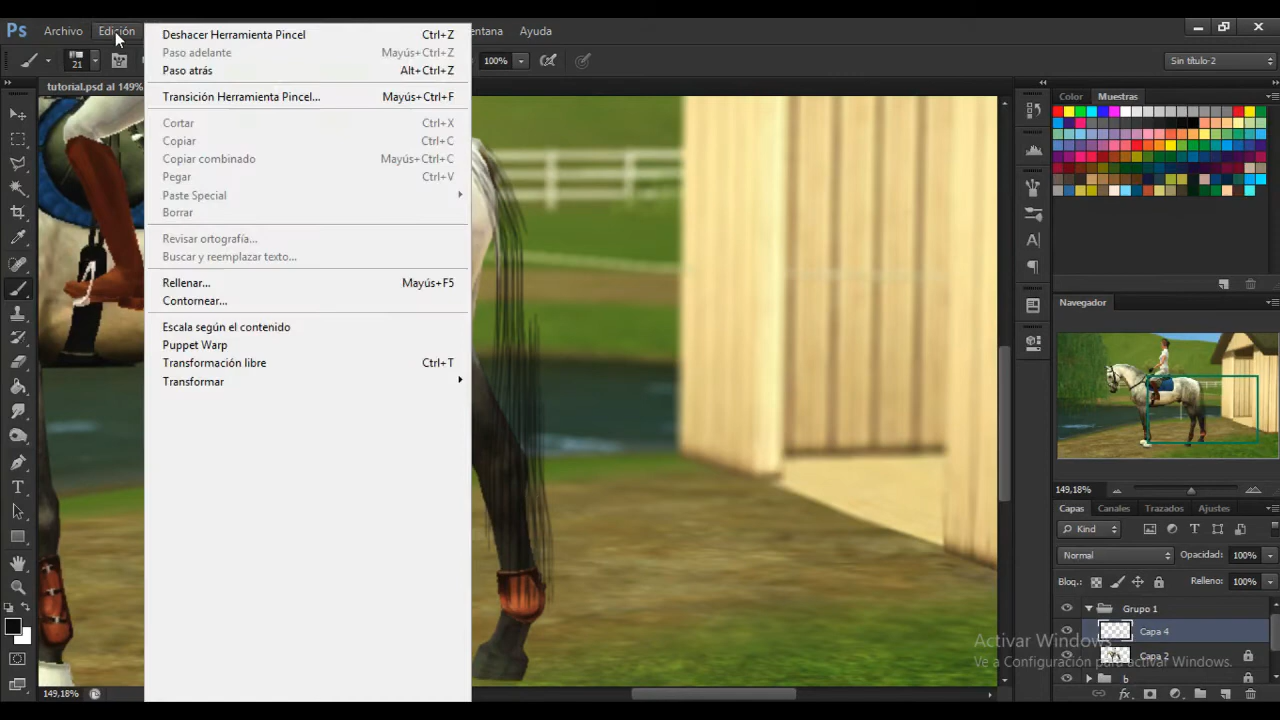 Ps Archivo Edición ntana Ayuda
21 100% Sin título-2
tutorial.psd al 149%
Deshacer Herramienta Pincel Ctrl+Z
Paso adelante Mayús+Ctrl+Z
Paso atrás Alt+Ctrl+Z
Transición Herramienta Pincel... Mayús+Ctrl+F
Cortar Ctrl+X
Copiar Ctrl+C
Copiar combinado Mayús+Ctrl+C
Pegar Ctrl+V
Paste Special
Borrar
Revisar ortografía...
Buscar y reemplazar texto...
Rellenar... Mayús+F5
Contornear...
Escala según el contenido
Puppet Warp
Transformación libre Ctrl+T
Transformar
Color Muestras
Navegador
149,18%
Capas Canales Trazados Ajustes
Kind
Normal Opacidad: 100%
Bloq.: Relleno: 100%
Grupo 1
Capa 4
Capa 2
b
Activar Windows
Ve a Configuración para activar Windows.
149,18%